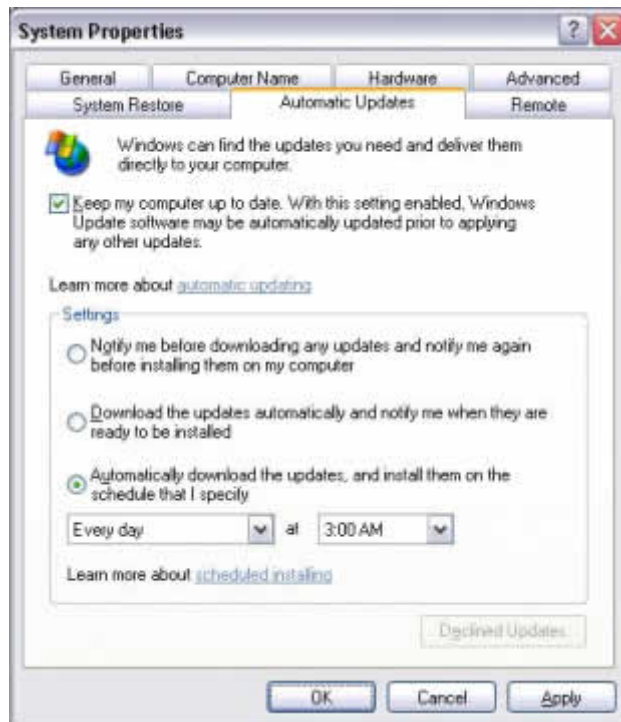 System Properties
General Computer Name Hardware Advanced
System Restore Automatic Updates Remote
Windows can find the updates you need and deliver them
directly to your computer.
Keep my computer up to date. With this setting enabled, Windows
Update software may be automatically updated prior to applying
any other updates.
Learn more about automatic updating
Settings
Notify me before downloading any updates and notify me again
before installing them on my computer
Download the updates automatically and notify me when they are
ready to be installed
Automatically download the updates, and install them on the
schedule that I specify
Every day at 3:00 AM
Learn more about scheduled installing
Declined Updates
OK Cancel Apply